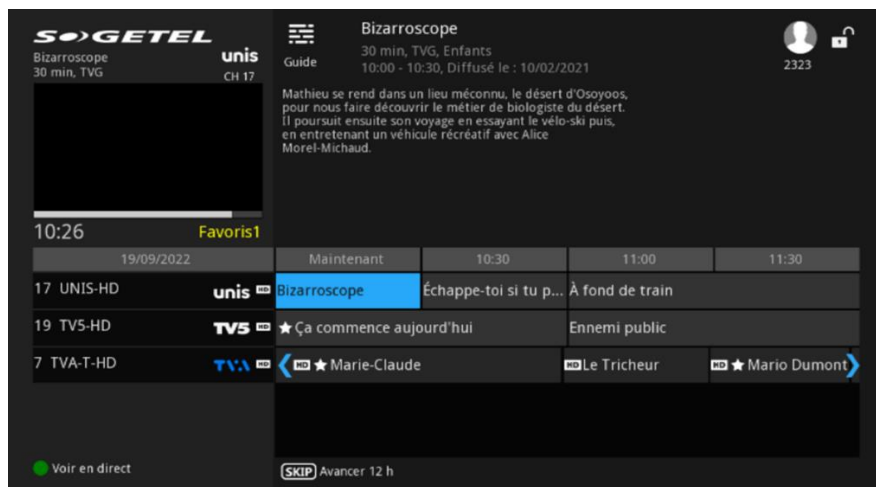 SOGETEL
Bizarroscope
30 min, TVG
unis
CH 17
10:26
Favoris1
Guide
Bizarroscope
30 min, TVG, Enfants
10:00 - 10:30, Diffusé le : 10/02/2021
2323
Mathieu se rend dans un lieu méconnu, le désert d'Osoyoos,
pour nous faire découvrir le métier de biologiste du désert.
Il poursuit ensuite son voyage en essayant le vélo-ski puis,
en entretenant un véhicule récréatif avec Alice
Morel-Michaud.
19/09/2022 Maintenant 10:30 11:00 11:30
17 UNIS-HD unis HD Bizarroscope Échappe-toi si tu p... À fond de train
19 TV5-HD TV5 HD ★ Ça commence aujourd'hui Ennemi public
7 TVA-T-HD TVA HD HD ★ Marie-Claude HD Le Tricheur HD ★ Mario Dumont
Voir en direct
SKIP Avancer 12 h